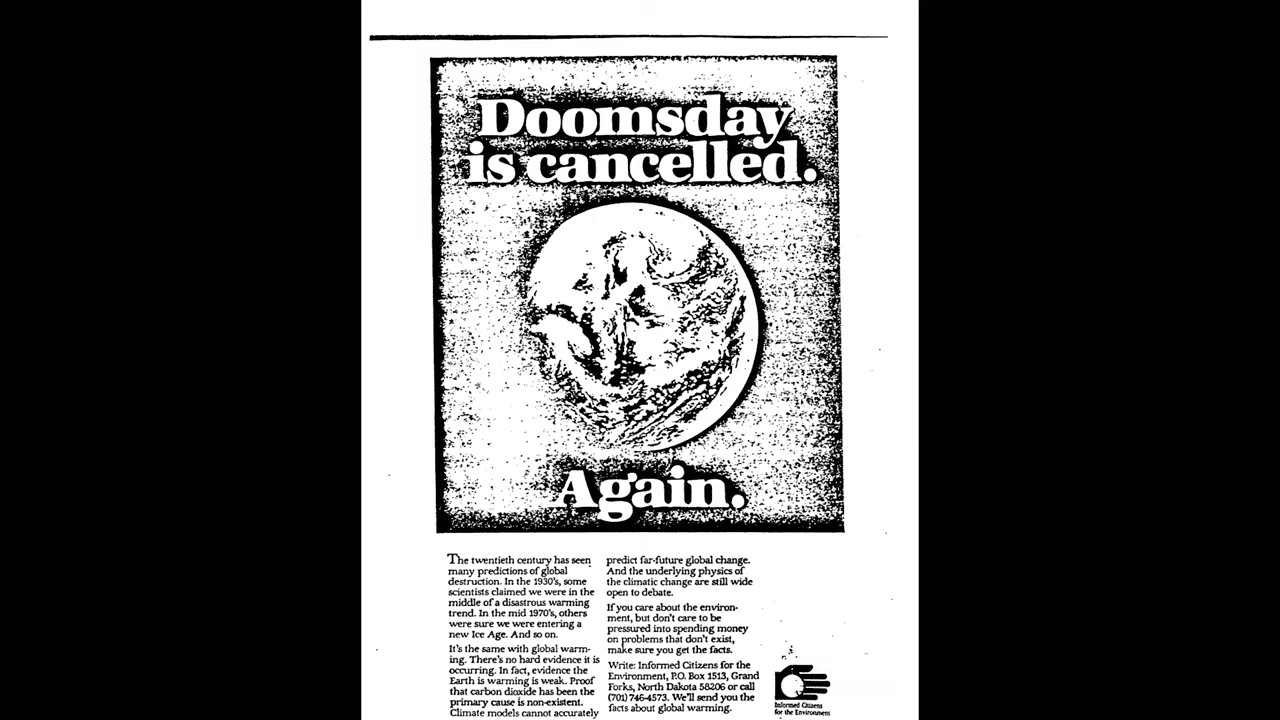 Doomsday
is cancelled.
Again.
The twentieth century has seen
many predictions of global
destruction. In the 1930's, some
scientists claimed we were in the
middle of a disastrous warming
trend. In the mid 1970's, others
were sure we were entering a
new Ice Age. And so on.
It's the same with global warm-
ing. There's no hard evidence it is
occurring. In fact, evidence the
Earth is warming is weak. Proof
that carbon dioxide has been the
primary cause is non-existent.
Climate models cannot accurately
predict far-future global change.
And the underlying physics of
the climatic change are still wide
open to debate.
If you care about the environ-
ment, but don't care to be
pressured into spending money
on problems that don't exist,
make sure you get the facts.
Write: Informed Citizens for the
Environment, P.O. Box 1513, Grand
Forks, North Dakota 58206 or call
(701) 746-4573. We'll send you the
facts about global warming.
Informed Citizens
for the Environment